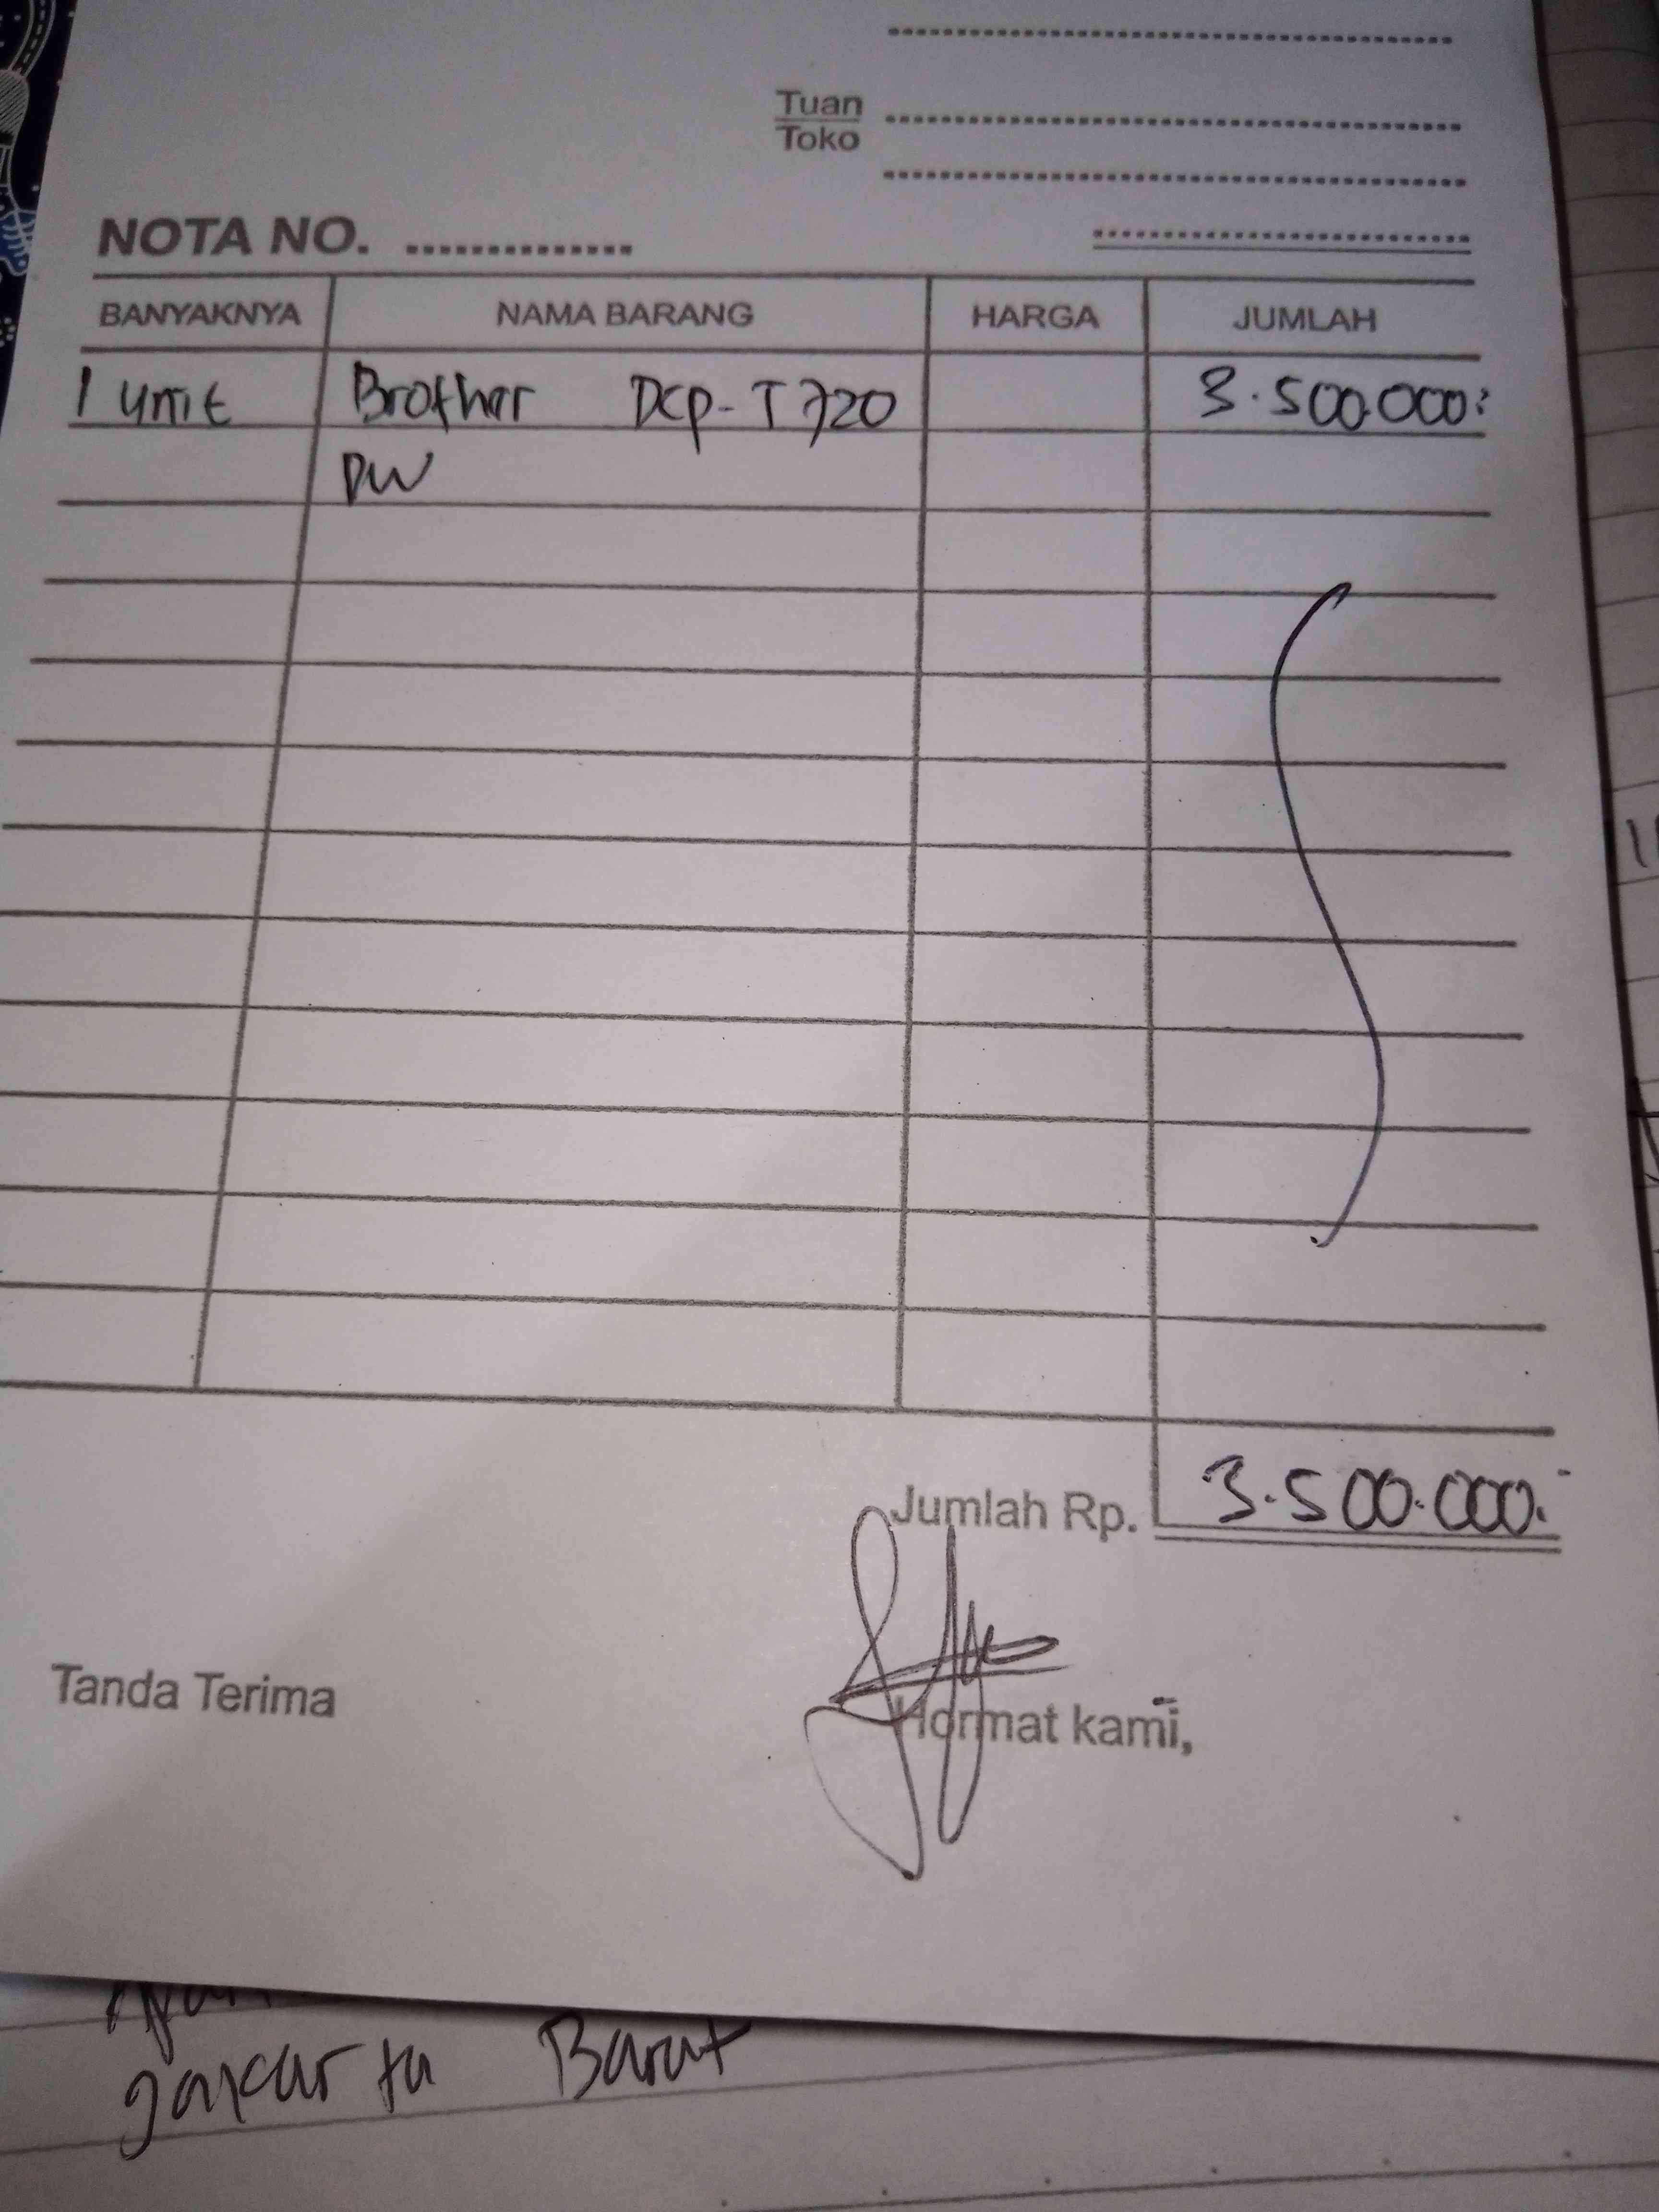 Tuan
Toko
NOTA NO.
BANYAKNYA NAMA BARANG HARGA JUMLAH
1 unit Brother DCP-T720 3.500.000:
DW
Jumlah Rp. 3.500.000.-
Tanda Terima
Hormat kami,
Jakarta Barat